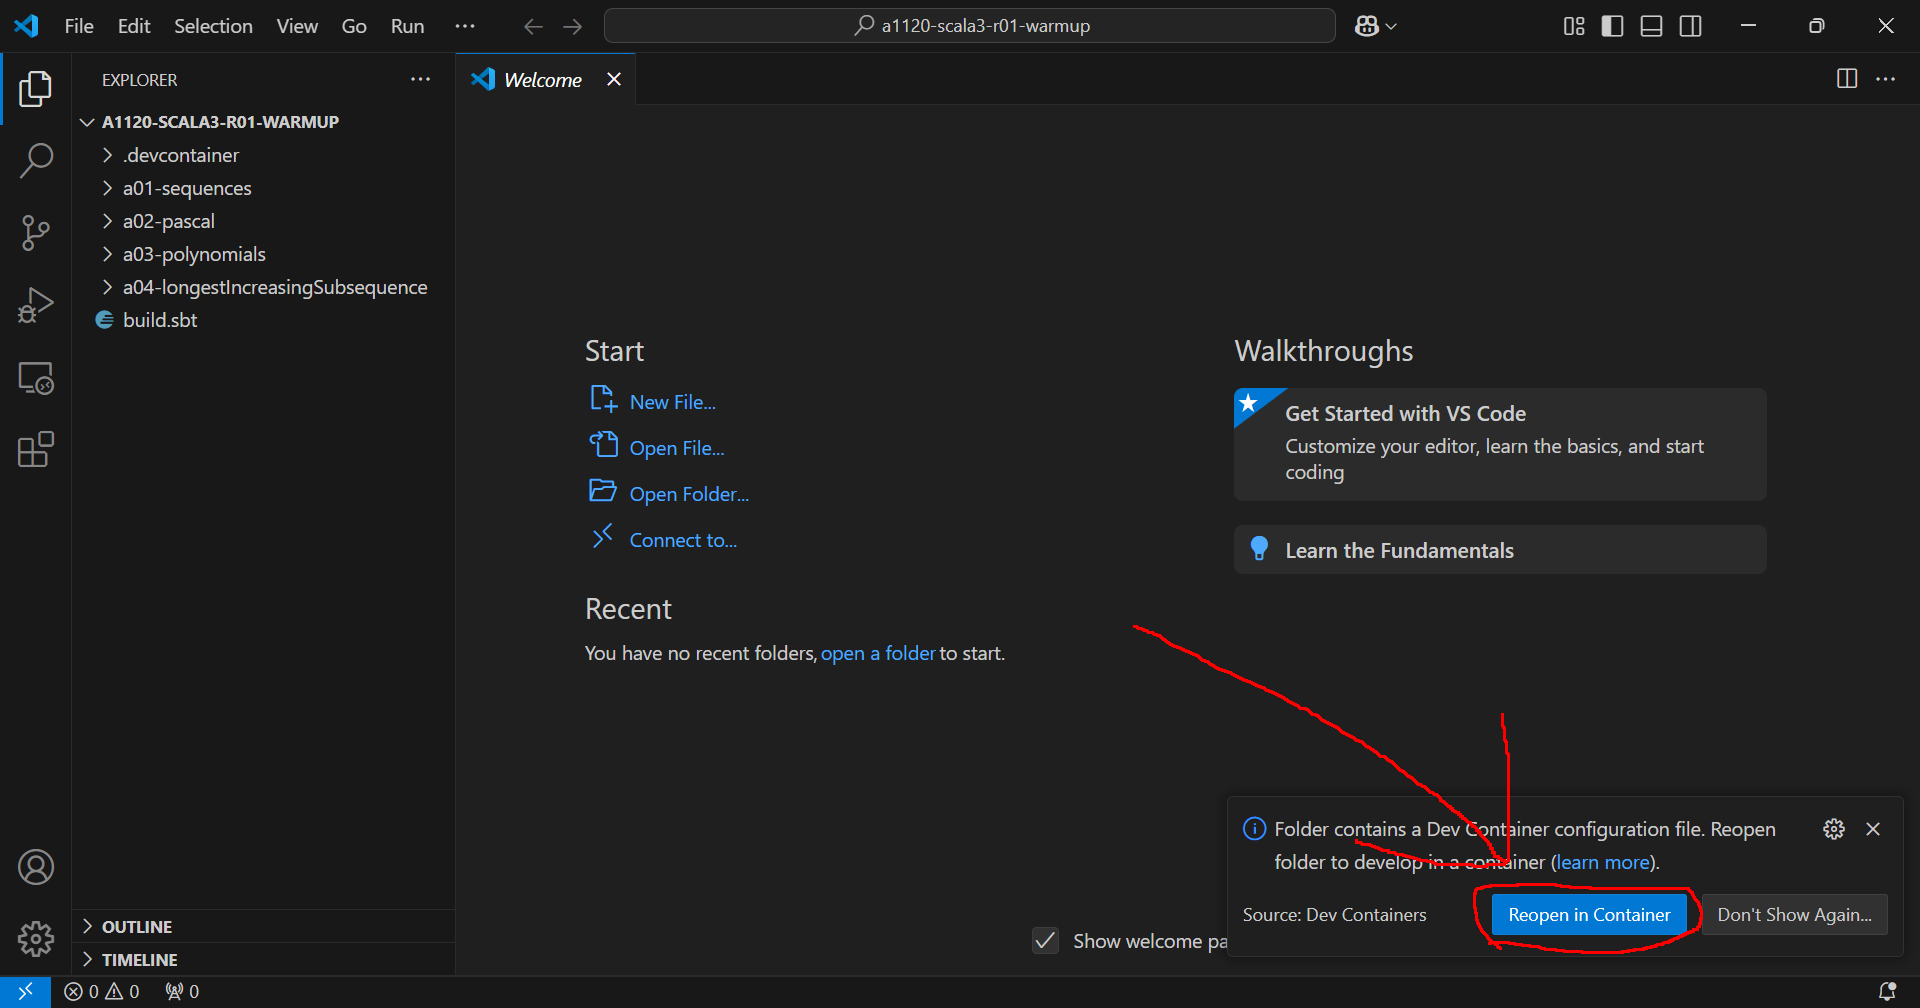 File Edit Selection View Go Run ...
a1120-scala3-r01-warmup
EXPLORER
Welcome
A1120-SCALA3-R01-WARMUP
.devcontainer
a01-sequences
a02-pascal
a03-polynomials
a04-longestIncreasingSubsequence
build.sbt
Start
New File...
Open File...
Open Folder...
Connect to...
Recent
You have no recent folders, open a folder to start.
Walkthroughs
Get Started with VS Code
Customize your editor, learn the basics, and start
coding
Learn the Fundamentals
Folder contains a Dev Container configuration file. Reopen
folder to develop in a container (learn more).
Source: Dev Containers
Reopen in Container
Don't Show Again...
Show welcome pa
OUTLINE
TIMELINE
0 0 0